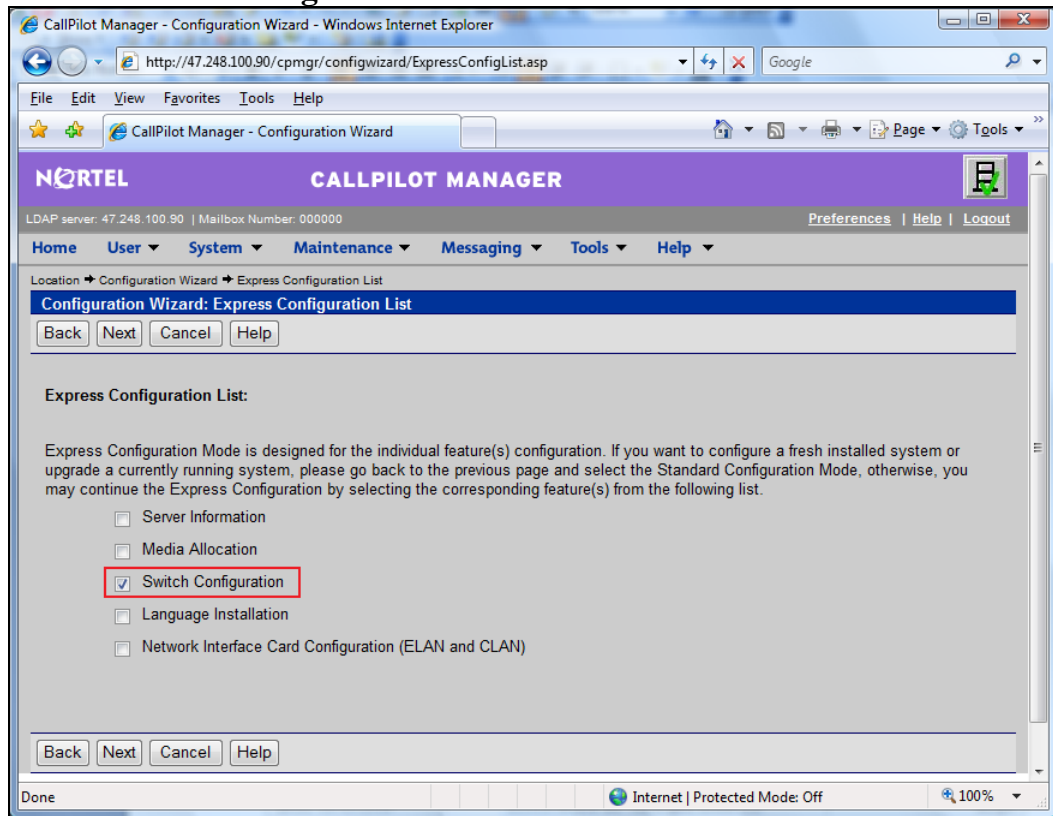 CallPilot Manager - Configuration Wizard - Windows Internet Explorer
http://47.248.100.90/cpmgr/configwizard/ExpressConfigList.asp Google
File Edit View Favorites Tools Help
CallPilot Manager - Configuration Wizard Page Tools »
NORTEL CALLPILOT MANAGER
LDAP server: 47.248.100.90 | Mailbox Number: 000000 Preferences | Help | Logout
Home User System Maintenance Messaging Tools Help
Location → Configuration Wizard → Express Configuration List
Configuration Wizard: Express Configuration List
Back Next Cancel Help
Express Configuration List:
Express Configuration Mode is designed for the individual feature(s) configuration. If you want to configure a fresh installed system or
upgrade a currently running system, please go back to the previous page and select the Standard Configuration Mode, otherwise, you
may continue the Express Configuration by selecting the corresponding feature(s) from the following list.
Server Information
Media Allocation
Switch Configuration
Language Installation
Network Interface Card Configuration (ELAN and CLAN)
Back Next Cancel Help
Done Internet | Protected Mode: Off 100%